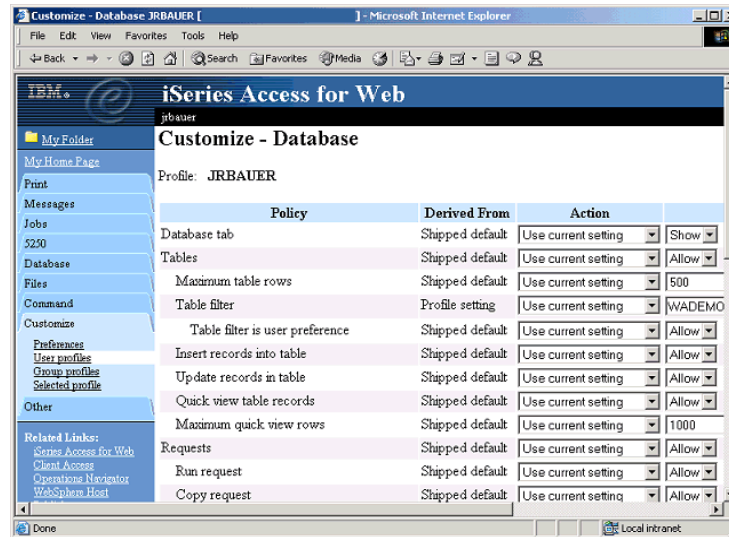 Customize - Database JRBAUER [ ] - Microsoft Internet Explorer
File Edit View Favorites Tools Help
Back Search Favorites Media
IBM. iSeries Access for Web
jrbauer
My Folder
My Home Page
Print
Messages
Jobs
5250
Database
Files
Command
Customize
Preferences
User profiles
Group profiles
Selected profile
Other
Related Links:
iSeries Access for Web
Client Access
Operations Navigator
WebSphere Host
Customize - Database
Profile: JRBAUER
Policy Derived From Action
Database tab Shipped default Use current setting Show
Tables Shipped default Use current setting Allow
Maximum table rows Shipped default Use current setting 500
Table filter Profile setting Use current setting WADEMO
Table filter is user preference Shipped default Use current setting Allow
Insert records into table Shipped default Use current setting Allow
Update records in table Shipped default Use current setting Allow
Quick view table records Shipped default Use current setting Allow
Maximum quick view rows Shipped default Use current setting 1000
Requests Shipped default Use current setting Allow
Run request Shipped default Use current setting Allow
Copy request Shipped default Use current setting Allow
Done Local intranet